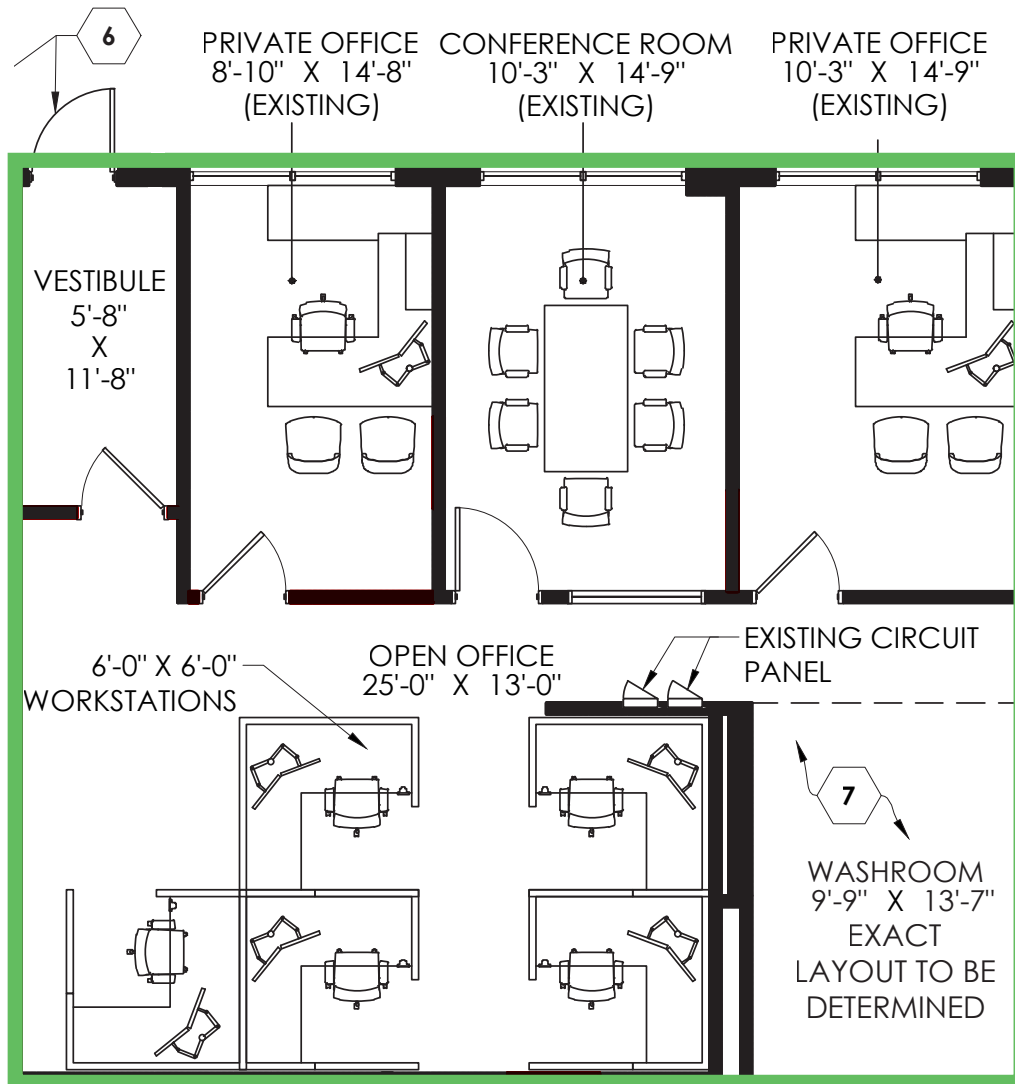 6
PRIVATE OFFICE
8'-10" X 14'-8"
(EXISTING)
CONFERENCE ROOM
10'-3" X 14'-9"
(EXISTING)
PRIVATE OFFICE
10'-3" X 14'-9"
(EXISTING)
VESTIBULE
5'-8"
X
11'-8"
6'-0" X 6'-0"
WORKSTATIONS
OPEN OFFICE
25'-0" X 13'-0"
EXISTING CIRCUIT
PANEL
7
WASHROOM
9'-9" X 13'-7"
EXACT
LAYOUT TO BE
DETERMINED